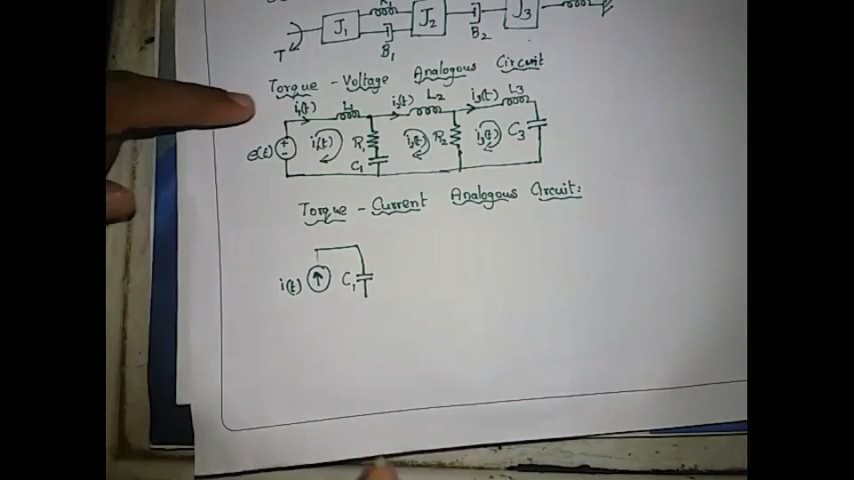 J₁ J₂ J₃
T B₁ B₂
Torque - Voltage Analogous Circuit
i₁(t) L₁ i₂(t) L₂ i₃(t) L₃
e(t) + - i₁(t) R₁ i₂(t) R₂ i₃(t) C₃
C₁
Torque - Current Analogous Circuit:
i(t) C₁